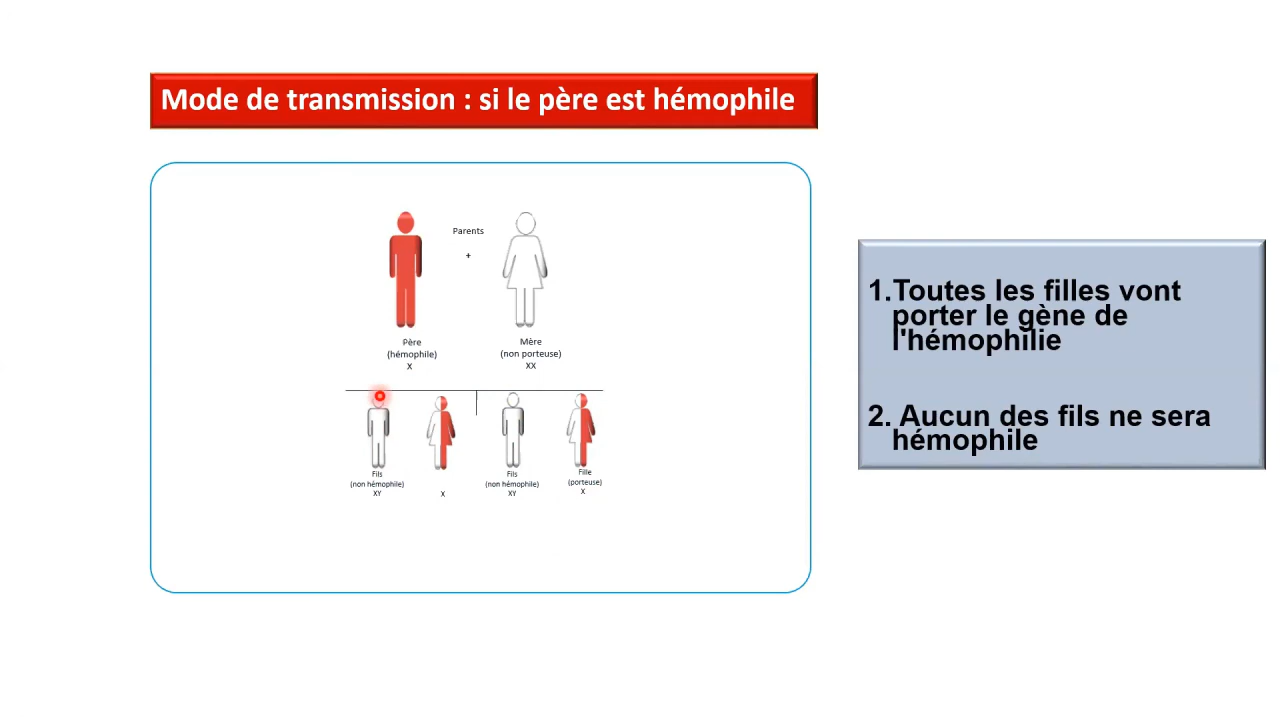 Mode de transmission : si le père est hémophile
Parents
+
Père
(hémophile)
X
Mère
(non porteuse)
XX
Fils
(non hémophile)
XY
X
Fils
(non hémophile)
XY
Fille
(porteuse)
X
1.Toutes les filles vont
porter le gène de
l'hémophilie
2. Aucun des fils ne sera
hémophile